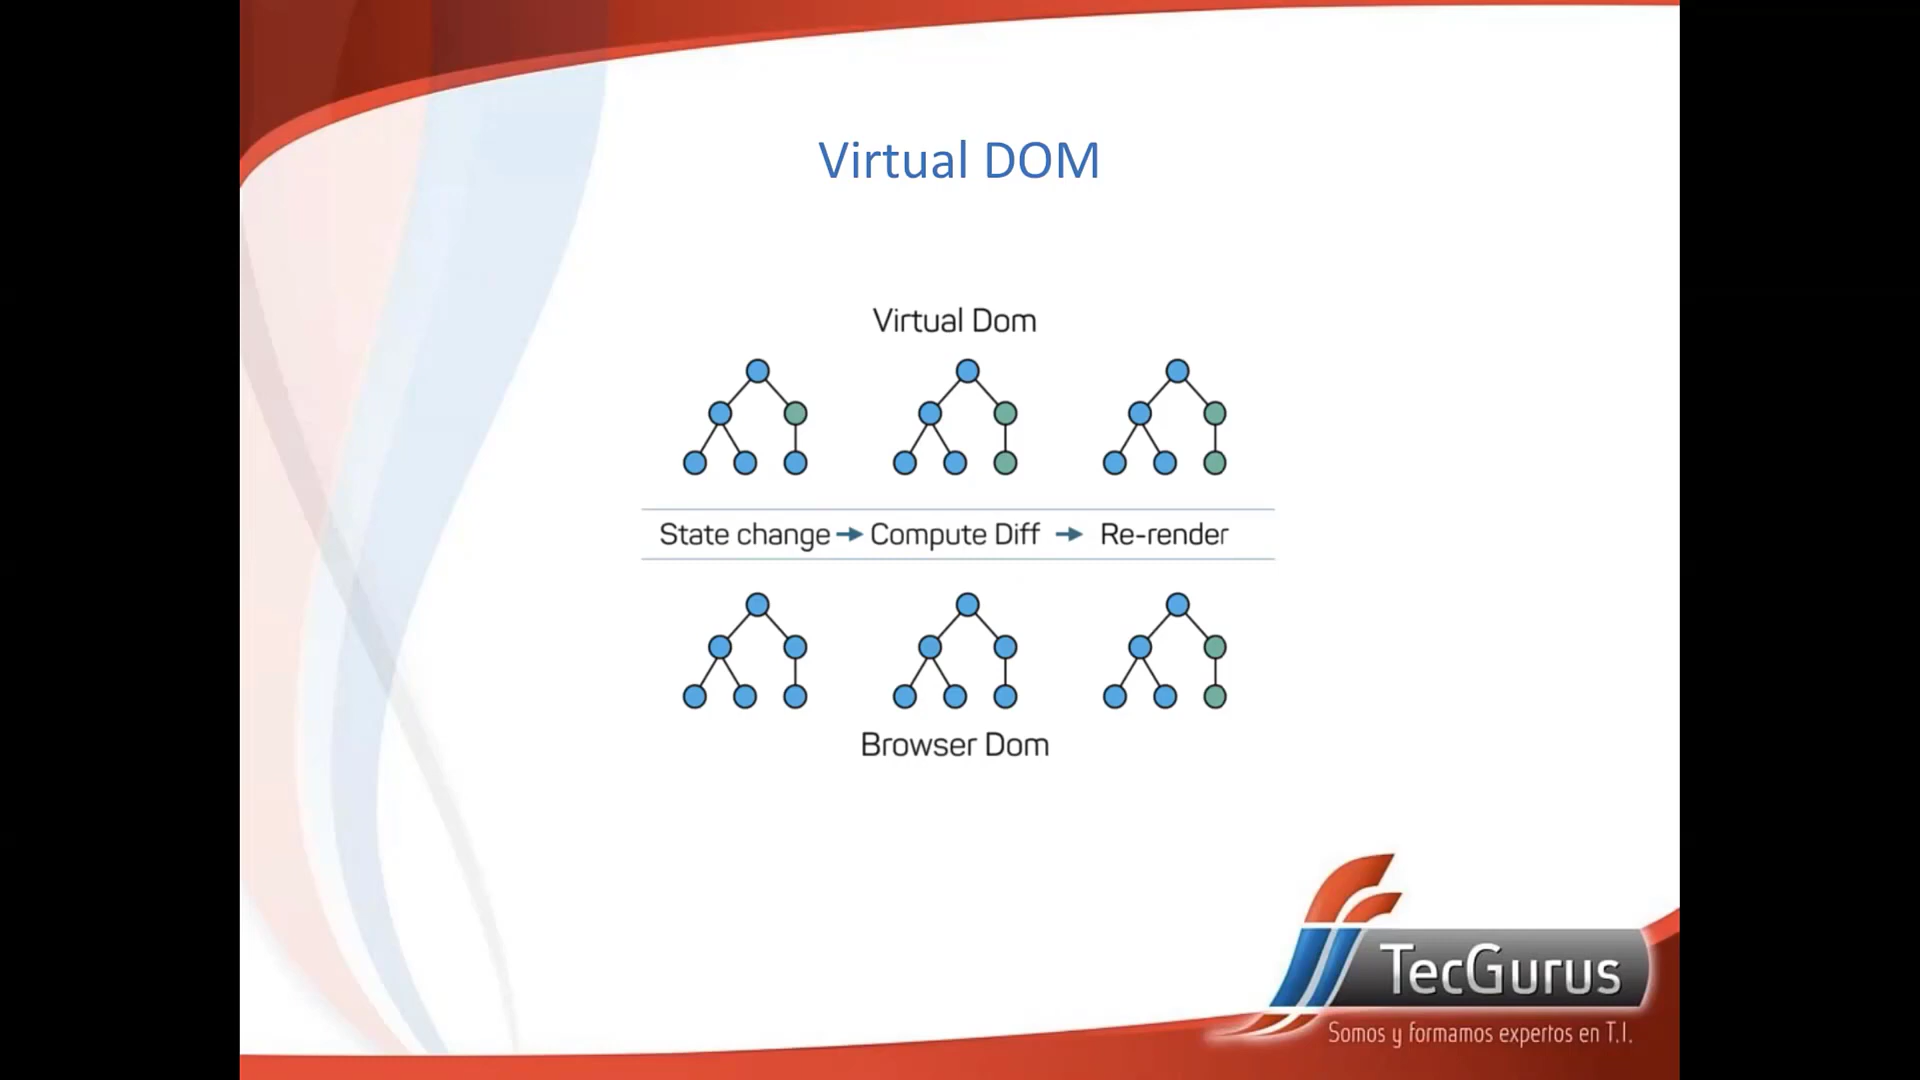 Virtual DOM
Virtual Dom
State change → Compute Diff → Re-render
Browser Dom
TecGurus
Somos y formamos expertos en T.I.